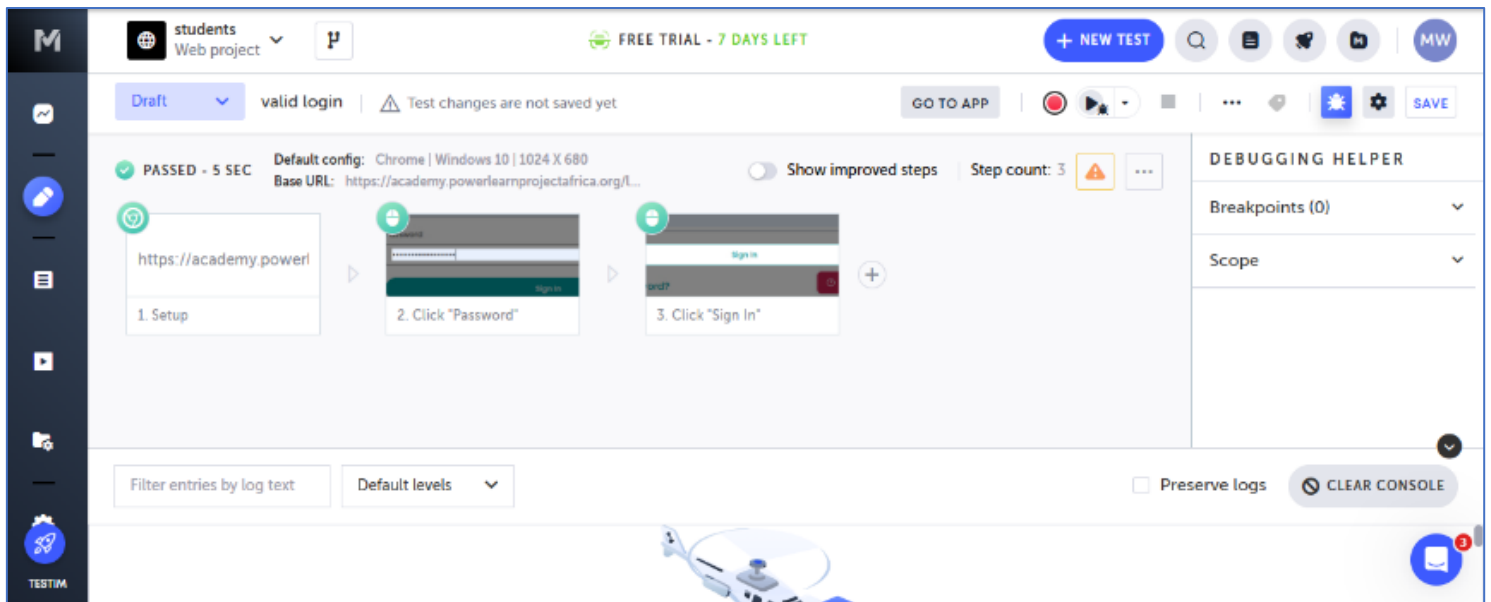 students
Web project
FREE TRIAL - 7 DAYS LEFT
+ NEW TEST
MW
Draft
valid login
Test changes are not saved yet
GO TO APP
SAVE
PASSED - 5 SEC
Default config: Chrome | Windows 10 | 1024 X 680
Base URL: https://academy.powerlearnprojectafrica.org/l...
Show improved steps
Step count: 3
DEBUGGING HELPER
Breakpoints (0)
Scope
https://academy.powerl
1. Setup
Sign in
2. Click "Password"
Sign in
ord?
3. Click "Sign In"
Filter entries by log text
Default levels
Preserve logs
CLEAR CONSOLE
3
TESTIM